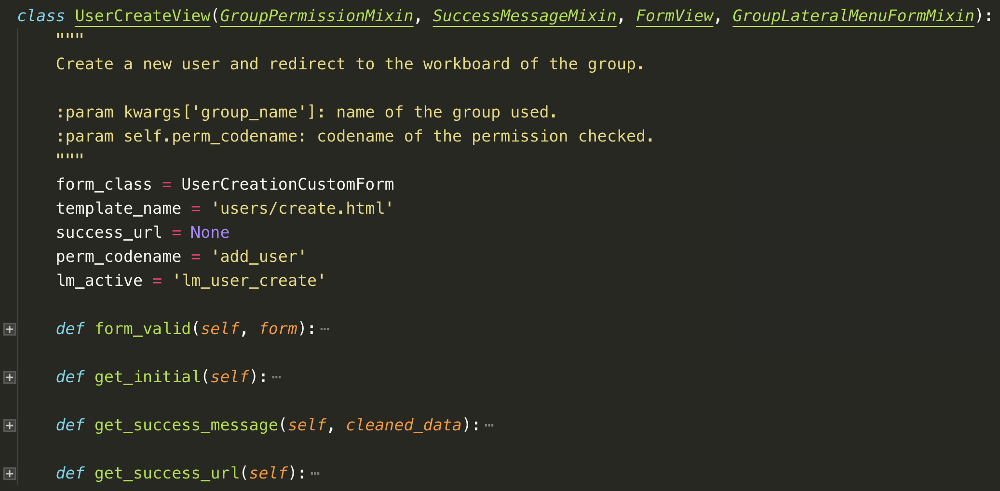 class UserCreateView(GroupPermissionMixin, SuccessMessageMixin, FormView, GroupLateralMenuFormMixin):
"""
Create a new user and redirect to the workboard of the group.
:param kwargs['group_name']: name of the group used.
:param self.perm_codename: codename of the permission checked.
"""
form_class = UserCreationCustomForm
template_name = 'users/create.html'
success_url = None
perm_codename = 'add_user'
lm_active = 'lm_user_create'
def form_valid(self, form):⋯
def get_initial(self):⋯
def get_success_message(self, cleaned_data):⋯
def get_success_url(self):⋯